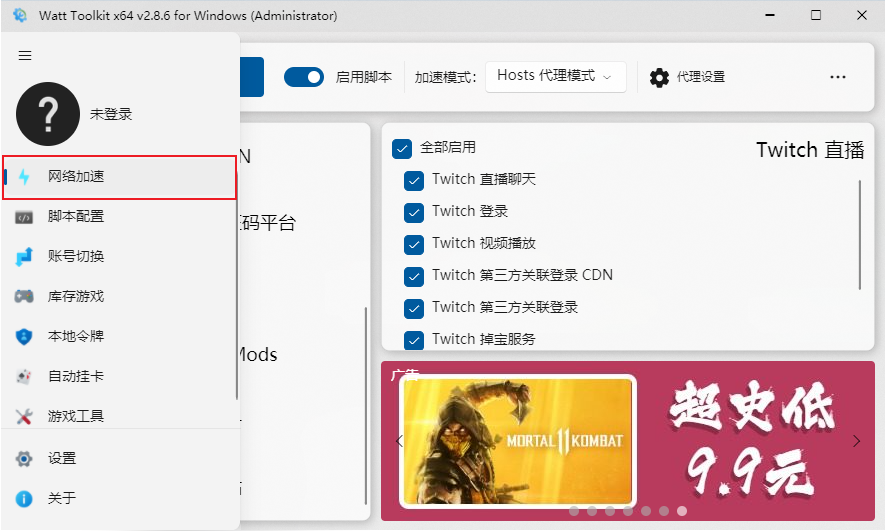 Watt Toolkit x64 v2.8.6 for Windows (Administrator)
启用脚本
加速模式:
Hosts 代理模式
代理设置
未登录
网络加速
脚本配置
账号切换
库存游戏
本地令牌
自动挂卡
游戏工具
设置
关于
码平台
Mods
全部启用
Twitch 直播
Twitch 直播聊天
Twitch 登录
Twitch 视频播放
Twitch 第三方关联登录 CDN
Twitch 第三方关联登录
Twitch 掉宝服务
广告
MORTAL 11 KOMBAT
超史低
9.9元